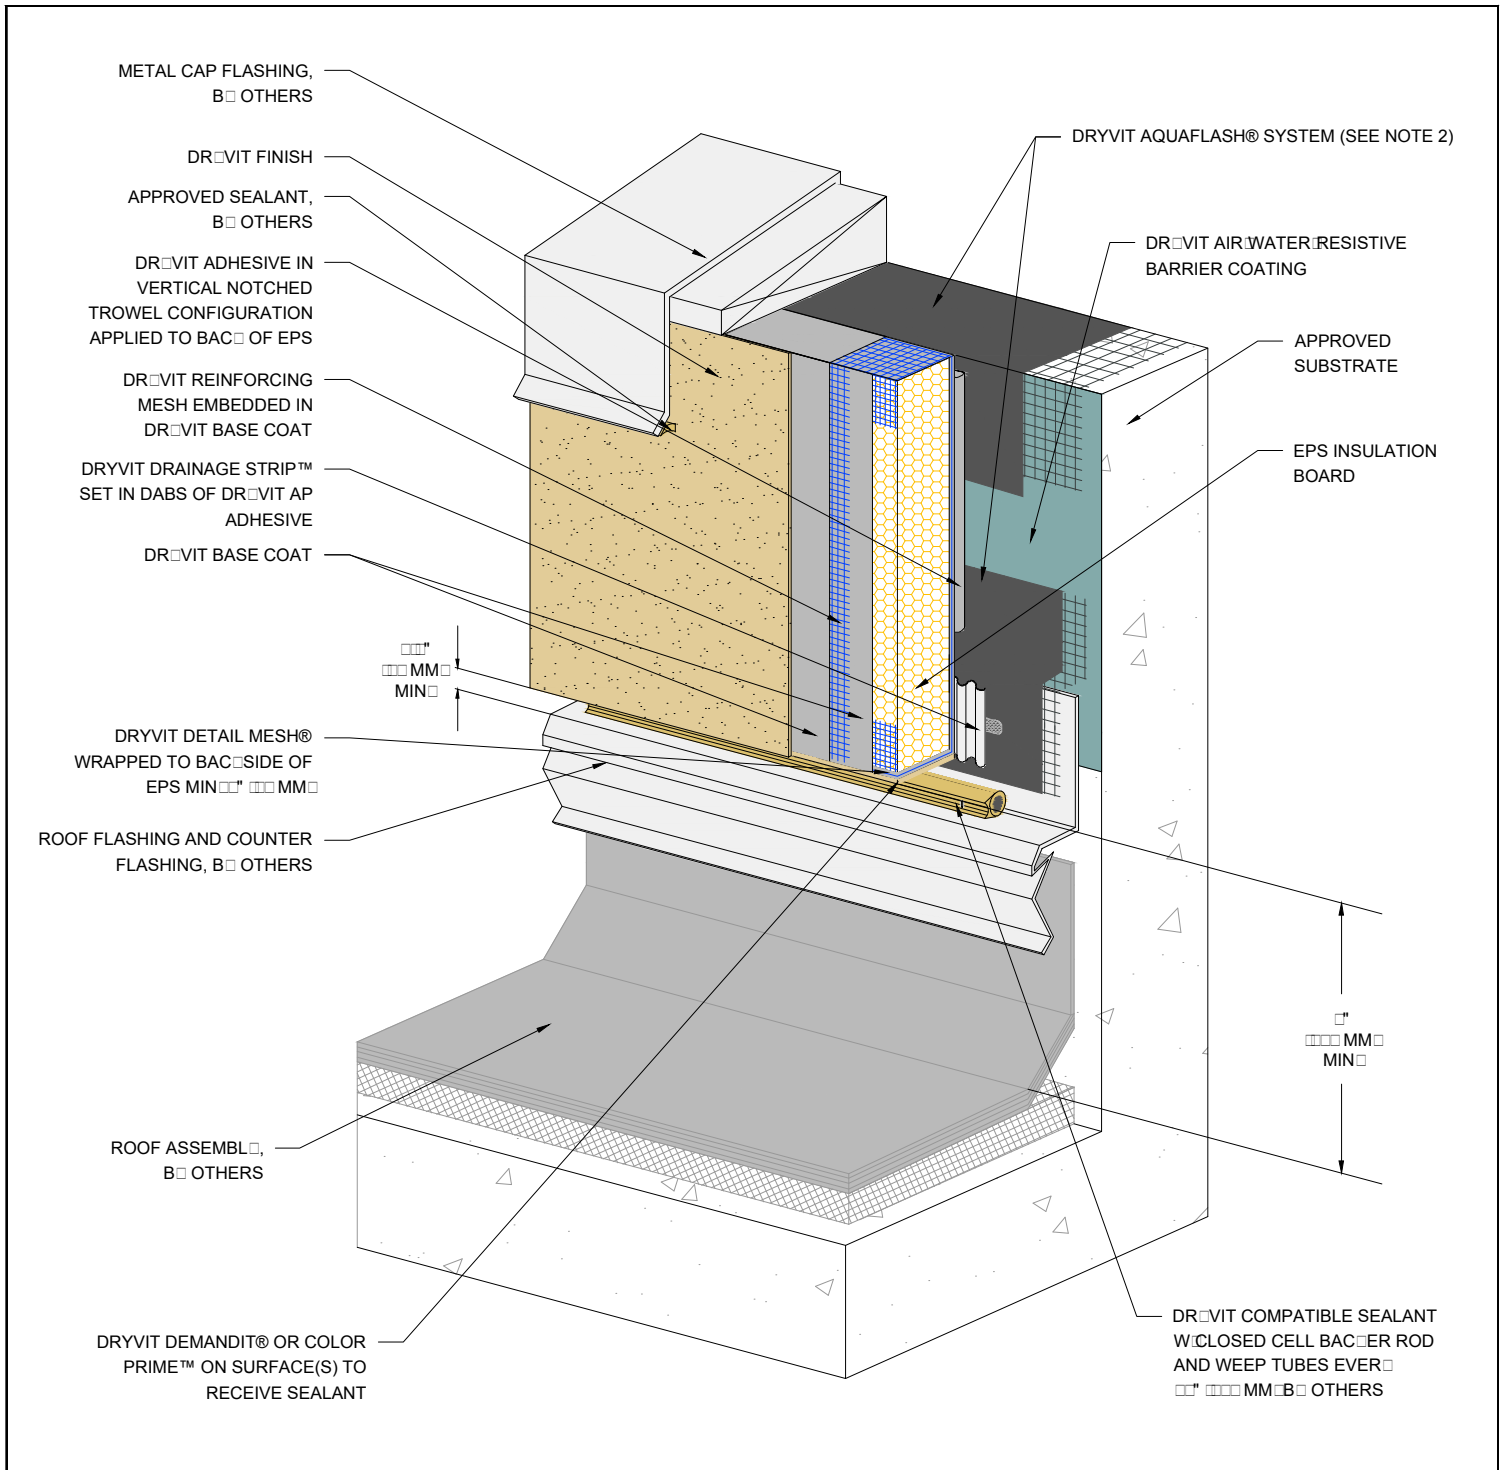 METAL CAP FLASHING,
B□ OTHERS
DR□VIT FINISH
APPROVED SEALANT,
B□ OTHERS
DR□VIT ADHESIVE IN
VERTICAL NOTCHED
TROWEL CONFIGURATION
APPLIED TO BAC□ OF EPS
DR□VIT REINFORCING
MESH EMBEDDED IN
DR□VIT BASE COAT
DRYVIT DRAINAGE STRIP™
SET IN DABS OF DR□VIT AP
ADHESIVE
DR□VIT BASE COAT
□□□"
□□□ MM□
MIN□
DRYVIT DETAIL MESH®
WRAPPED TO BAC□SIDE OF
EPS MIN□□" □□□ MM□
ROOF FLASHING AND COUNTER
FLASHING, B□ OTHERS
ROOF ASSEMBL□,
B□ OTHERS
DRYVIT DEMANDIT® OR COLOR
PRIME™ ON SURFACE(S) TO
RECEIVE SEALANT
DRYVIT AQUAFLASH® SYSTEM (SEE NOTE 2)
DR□VIT AIR□WATER□RESISTIVE
BARRIER COATING
APPROVED
SUBSTRATE
EPS INSULATION
BOARD
□"
□□□□ MM□
MIN□
DR□VIT COMPATIBLE SEALANT
W□CLOSED CELL BAC□ER ROD
AND WEEP TUBES EVER□
□□" □□□□ MM□B□ OTHERS